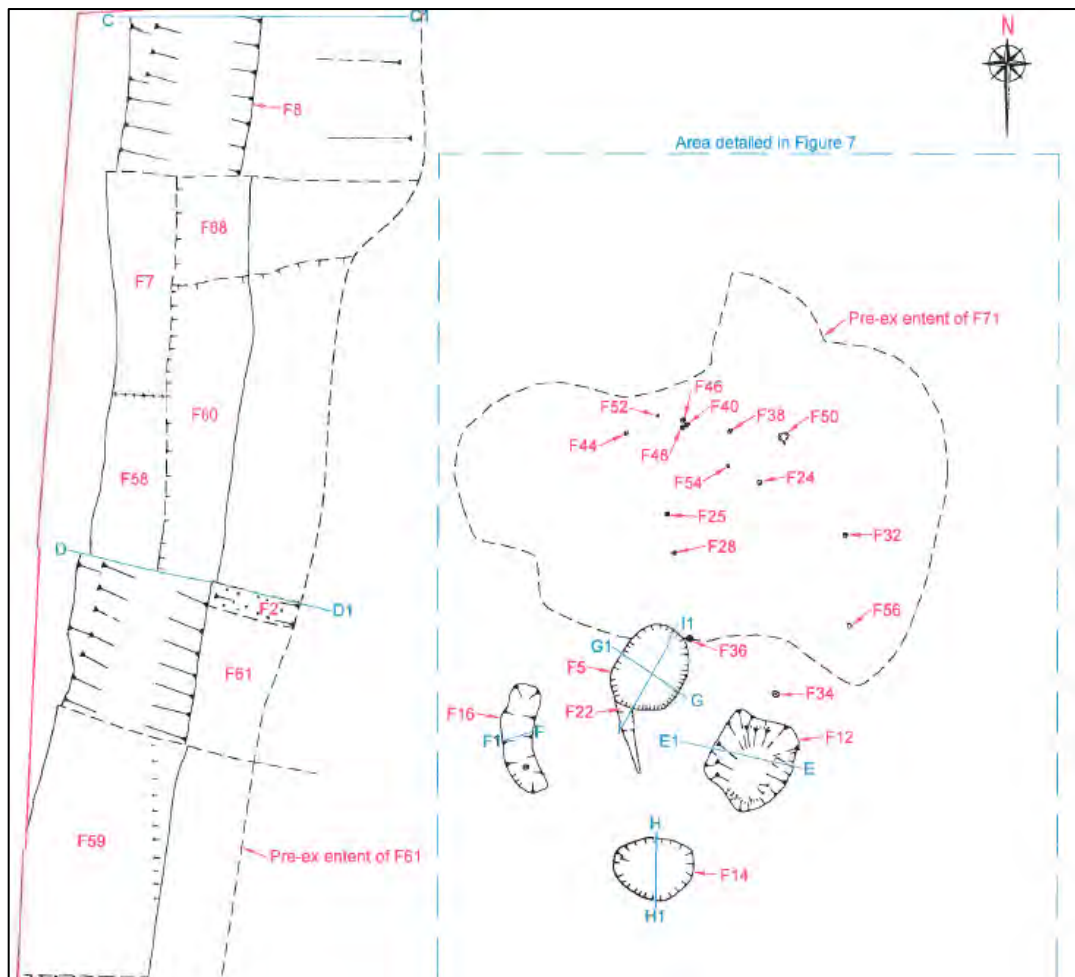 C
C1
N
F8
Area detailed in Figure 7
F68
F7
Pre-ex entent of F71
F60
F46
F52
F40
F38
F50
F44
F48
F58
F54
F24
F25
F32
D
F28
F2
D1
F56
I1
G1
F36
F5
F61
G
F34
F22
F16
F12
F1
F
E1
E
H
F59
Pre-ex entent of F61
F14
H1